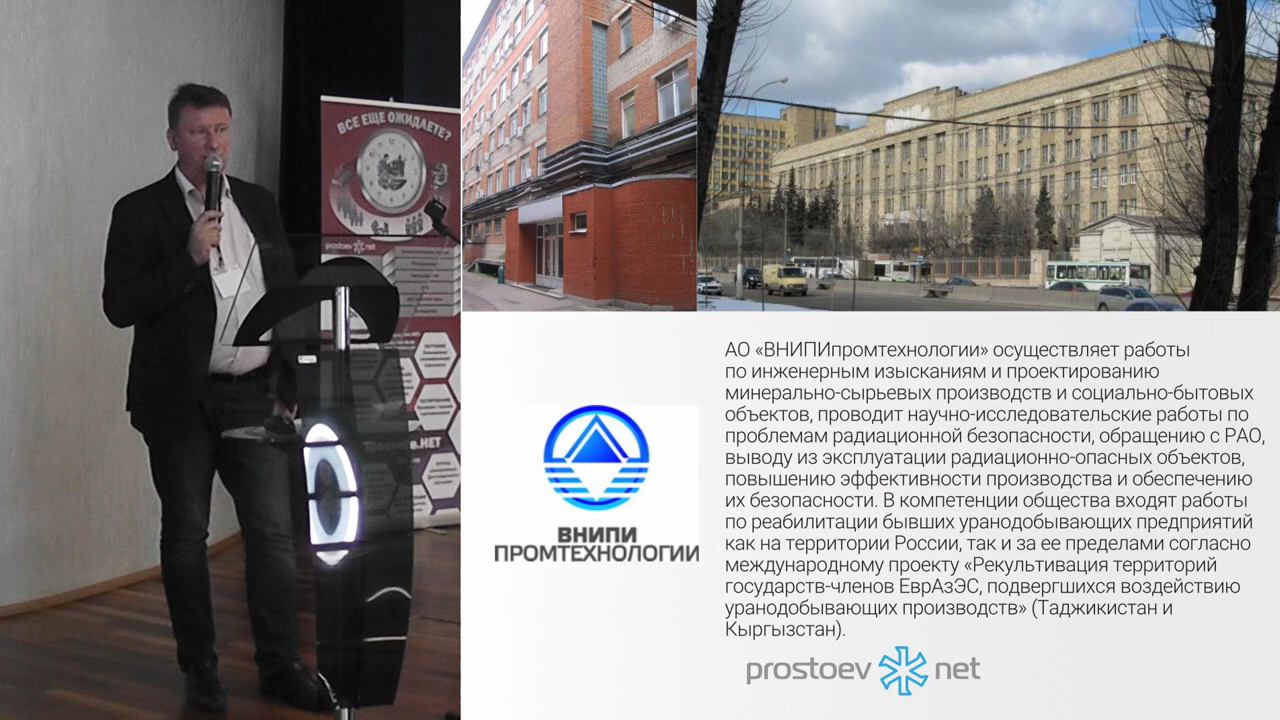 ВСЕ ЕЩЕ ОЖИДАЕТЕ?
prostoev net
АО «ВНИПИпромтехнологии» осуществляет работы
по инженерным изысканиям и проектированию
минерально-сырьевых производств и социально-бытовых
объектов, проводит научно-исследовательские работы по
проблемам радиационной безопасности, обращению с РАО,
выводу из эксплуатации радиационно-опасных объектов,
повышению эффективности производства и обеспечению
их безопасности. В компетенции общества входят работы
по реабилитации бывших уранодобывающих предприятий
как на территории России, так и за ее пределами согласно
международному проекту «Рекультивация территорий
государств-членов ЕврАзЭС, подвергшихся воздействию
уранодобывающих производств» (Таджикистан и
Кыргызстан).
ВНИПИ
ПРОМТЕХНОЛОГИИ
prostoev net